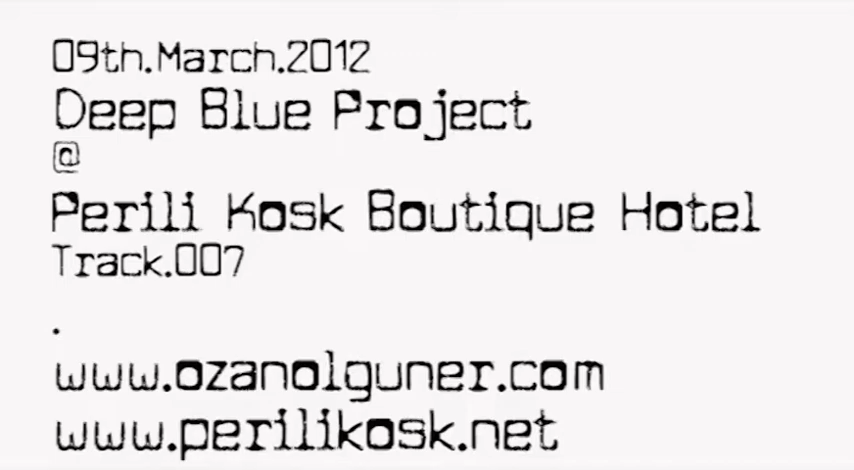 09th.March.2012
Deep Blue Project
@
Perili Kosk Boutique Hotel
Track.007
.
www.ozanolguner.com
www.perilikosk.net